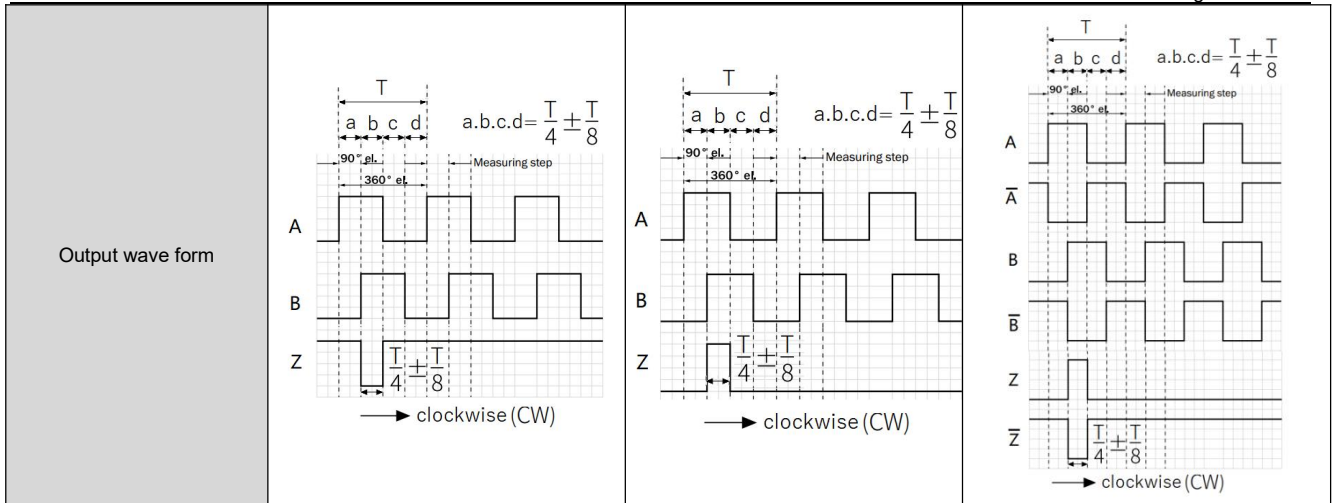 Output wave form
T
a b c d
a.b.c.d= T/4 ± T/8
90° el.
Measuring step
360° el.
A
B
Z
T/4 ± T/8
clockwise (CW)
T
a b c d
a.b.c.d= T/4 ± T/8
90° el.
Measuring step
360° el.
A
B
Z
T/4 ± T/8
clockwise (CW)
T
a b c d
a.b.c.d= T/4 ± T/8
90° el.
Measuring step
360° el.
A
A̅
B
B̅
Z
Z̅
T/4 ± T/8
clockwise (CW)